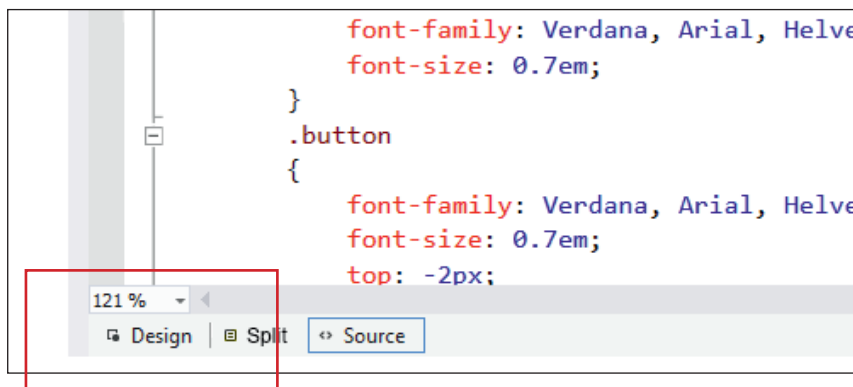 font-family: Verdana, Arial, Helve
font-size: 0.7em;
}
.button
{
font-family: Verdana, Arial, Helve
font-size: 0.7em;
top: -2px;
121 %
Design Split Source